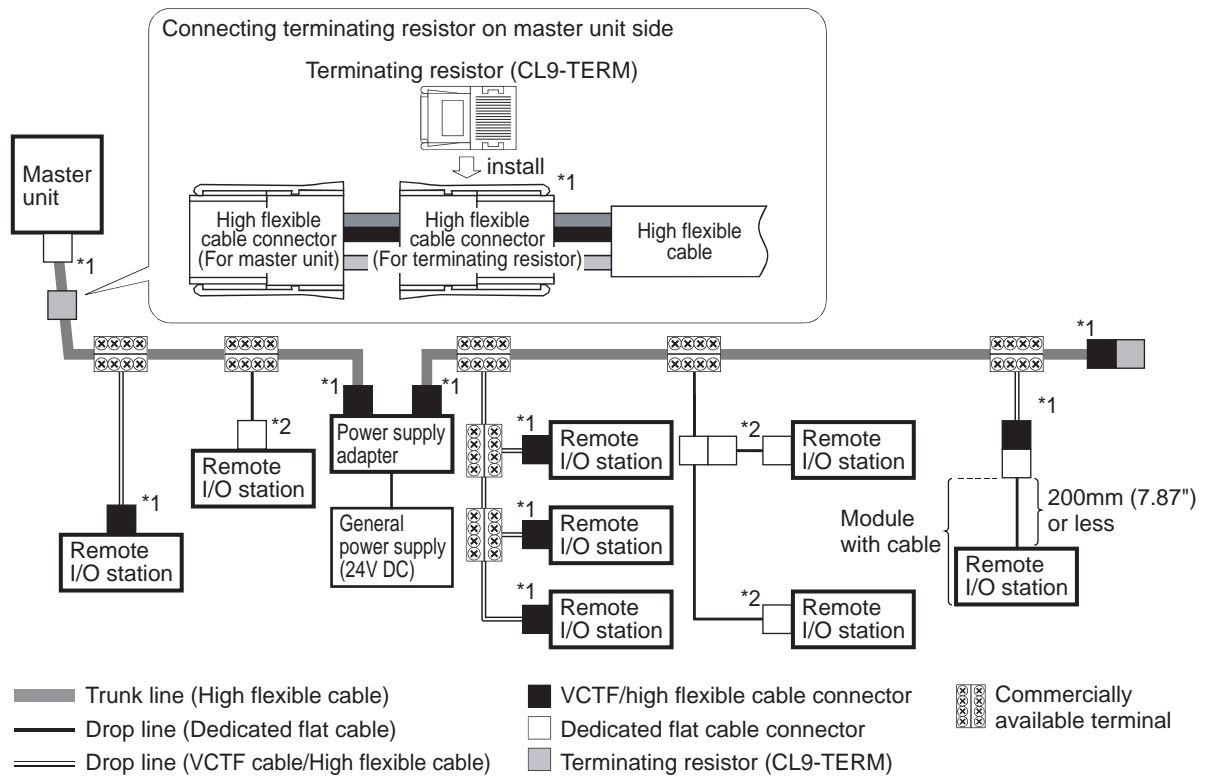 Connecting terminating resistor on master unit side
Terminating resistor (CL9-TERM)
install
*1
High flexible
cable connector
(For master unit)
High flexible
cable connector
(For terminating resistor)
High flexible
cable
Master
unit
*1
*1
*1
*1
*2
Power supply
adapter
Remote
I/O station
*1
Remote
I/O station
General
power supply
(24V DC)
*1
Remote
I/O station
*1
Remote
I/O station
*1
Remote
I/O station
*2
Remote
I/O station
*2
Remote
I/O station
*1
200mm (7.87")
or less
Module
with cable
Remote
I/O station
Trunk line (High flexible cable)
Drop line (Dedicated flat cable)
Drop line (VCTF cable/High flexible cable)
VCTF/high flexible cable connector
Dedicated flat cable connector
Terminating resistor (CL9-TERM)
Commercially
available terminal